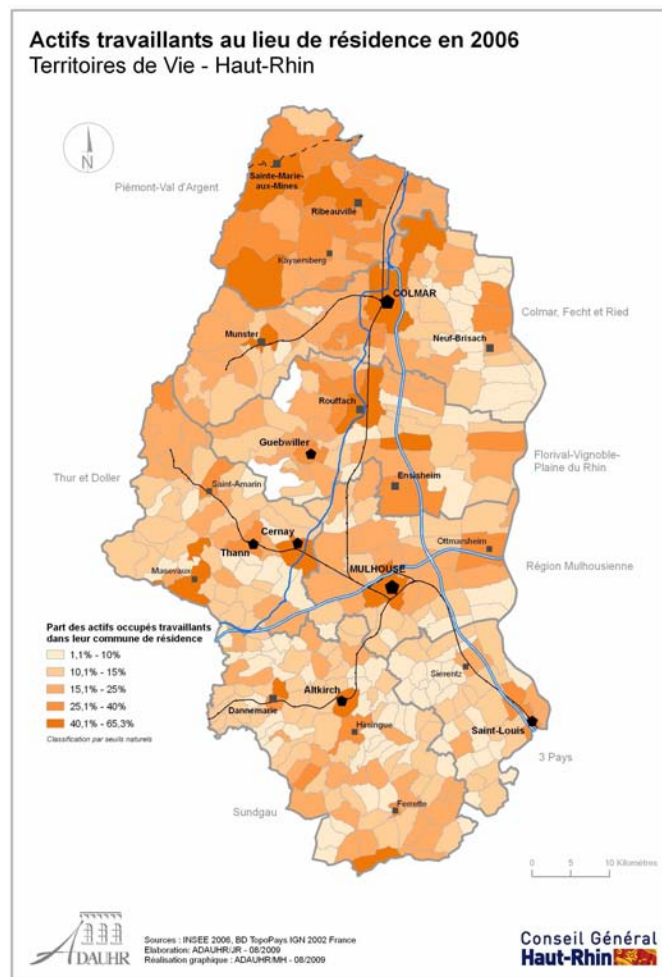 Actifs travaillants au lieu de résidence en 2006
Territoires de Vie - Haut-Rhin
N
Piémont-Val d'Argent
Sainte-Marie-
aux-Mines
Ribeauvillé
Kaysersberg
COLMAR
Colmar, Fecht et Ried
Munster
Neuf-Brisach
Rouffach
Guebwiller
Florival-Vignoble-
Plaine du Rhin
Thur et Doller
Saint-Amarin
Ensisheim
Cernay
Thann
Ottmarsheim
Région Mulhousienne
Masevaux
MULHOUSE
Part des actifs occupés travaillants
dans leur commune de résidence
1,1% - 10%
10,1% - 15%
15,1% - 25%
25,1% - 40%
40,1% - 65,3%
Classification par seuils naturels
Sierentz
Altkirch
Dannemarie
Hirsingue
Saint-Louis
3 Pays
Sundgau
Ferrette
0 5 10 Kilomètres
ADAUHR
Sources : INSEE 2006, BD TopoPays IGN 2002 France
Elaboration: ADAUHR/JR - 08/2009
Réalisation graphique : ADAUHR/MH - 08/2009
Conseil Général
Haut-Rhin